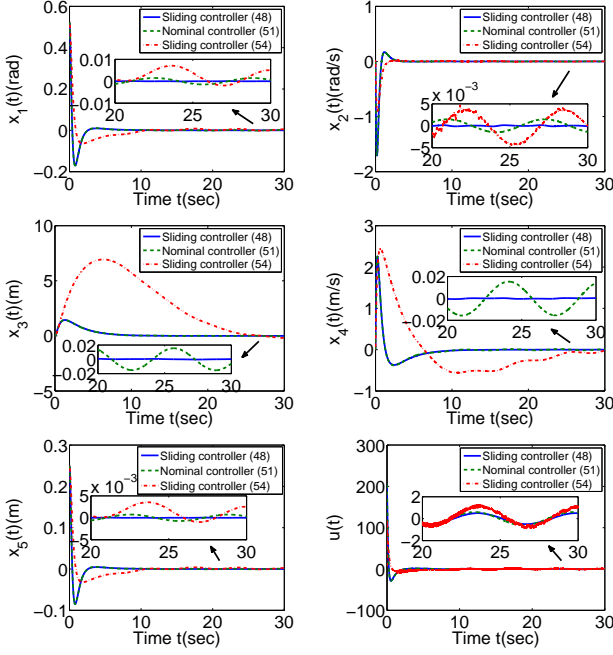 x1(t)(rad)
0.6
0.4
0.2
0
-0.2
Sliding controller (48)
Nominal controller (51)
Sliding controller (54)
0.01
0
-0.01
20 25 30
0 10 20 30
Time t(sec)
x2(t)(rad/s)
2
1
0
-1
-2
Sliding controller (48)
Nominal controller (51)
Sliding controller (54)
x 10^-3
5
0
-5
20 25 30
0 10 20 30
Time t(sec)
x3(t)(m)
10
5
0
-5
Sliding controller (48)
Nominal controller (51)
Sliding controller (54)
0.02
0
-0.02
20 25 30
0 10 20 30
Time t(sec)
x4(t)(m/s)
3
2
1
0
-1
Sliding controller (48)
Nominal controller (51)
Sliding controller (54)
0.02
0
-0.02
20 25 30
0 10 20 30
Time t(sec)
x5(t)(m)
0.3
0.2
0.1
0
-0.1
Sliding controller (48)
Nominal controller (51)
Sliding controller (54)
x 10^-3
5
0
-5
20 25 30
0 10 20 30
Time t(sec)
u(t)
300
200
100
0
-100
Sliding controller (48)
Nominal controller (51)
Sliding controller (54)
2
0
-2
20 25 30
0 10 20 30
Time t(sec)